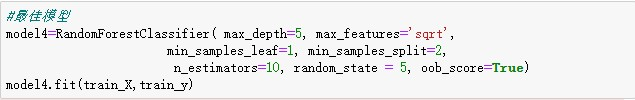 #最佳模型
model4=RandomForestClassifier( max_depth=5, max_features='sqrt',
min_samples_leaf=1, min_samples_split=2,
n_estimators=10, random_state = 5, oob_score=True)
model4.fit(train_X,train_y)